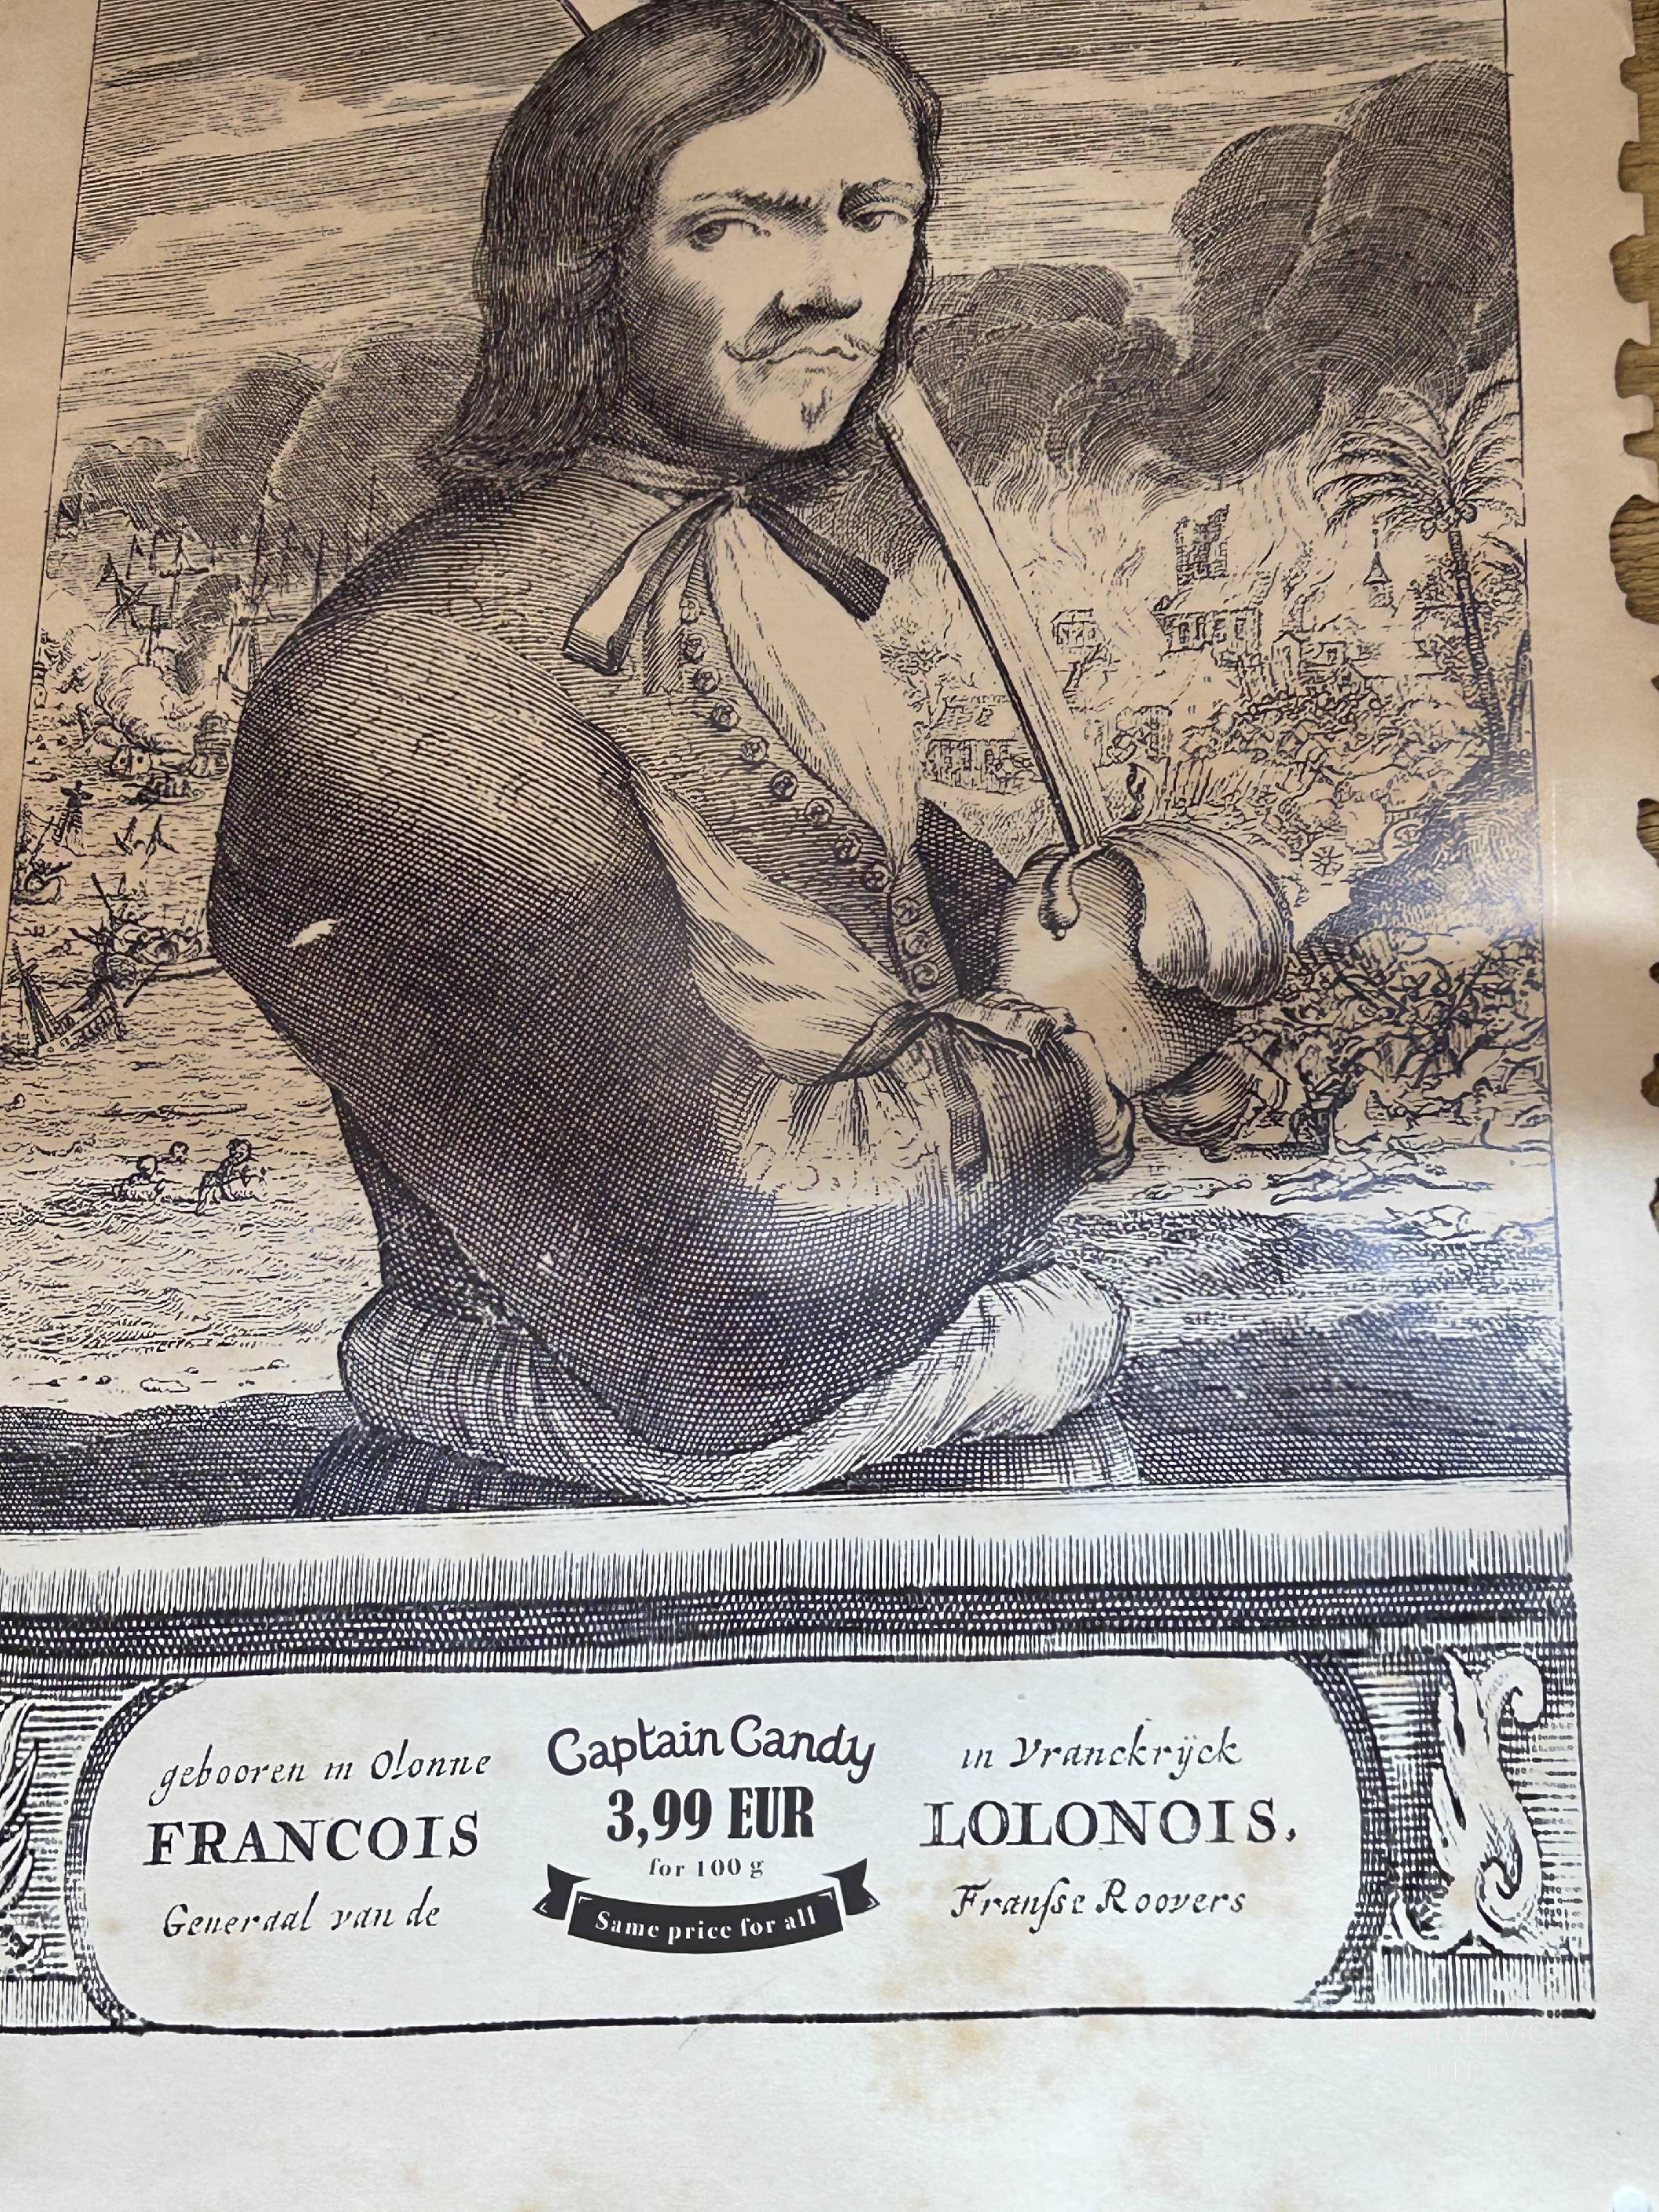 gebooren in Olonne
FRANCOIS
Generaal van de
Captain Candy
3,99 EUR
for 100 g
Same price for all
in Vranckrÿck
LOLONOIS.
Franſse Roovers